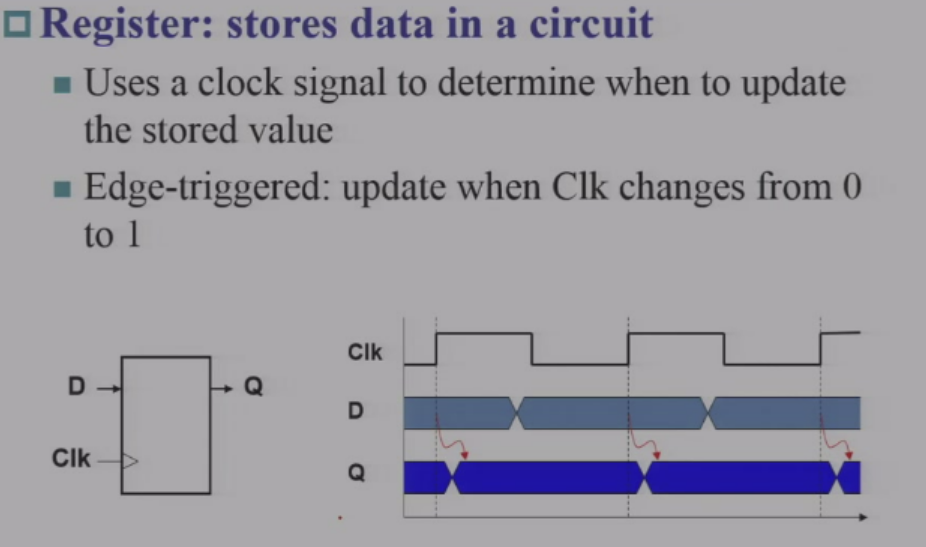 Register: stores data in a circuit
Uses a clock signal to determine when to update
the stored value
Edge-triggered: update when Clk changes from 0
to 1
Clk
D
Q
D
Clk
Q